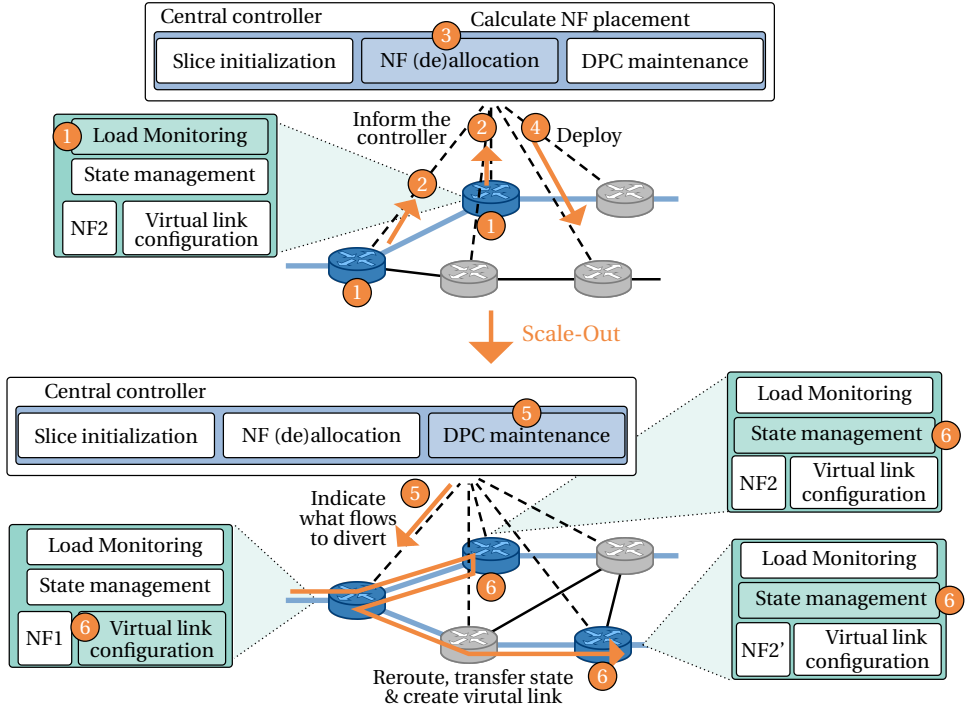 Central controller
Calculate NF placement
3
Slice initialization
NF (de)allocation
DPC maintenance
1
Load Monitoring
State management
NF2
Virtual link
configuration
Inform the
controller
2
4
Deploy
2
1
1
Scale-Out
Central controller
5
Slice initialization
NF (de)allocation
DPC maintenance
Load Monitoring
State management
6
NF2
Virtual link
configuration
Indicate
what flows
to divert
5
Load Monitoring
State management
NF1
6
Virtual link
configuration
6
Load Monitoring
State management
6
NF2'
Virtual link
configuration
6
Reroute, transfer state
& create virutal link